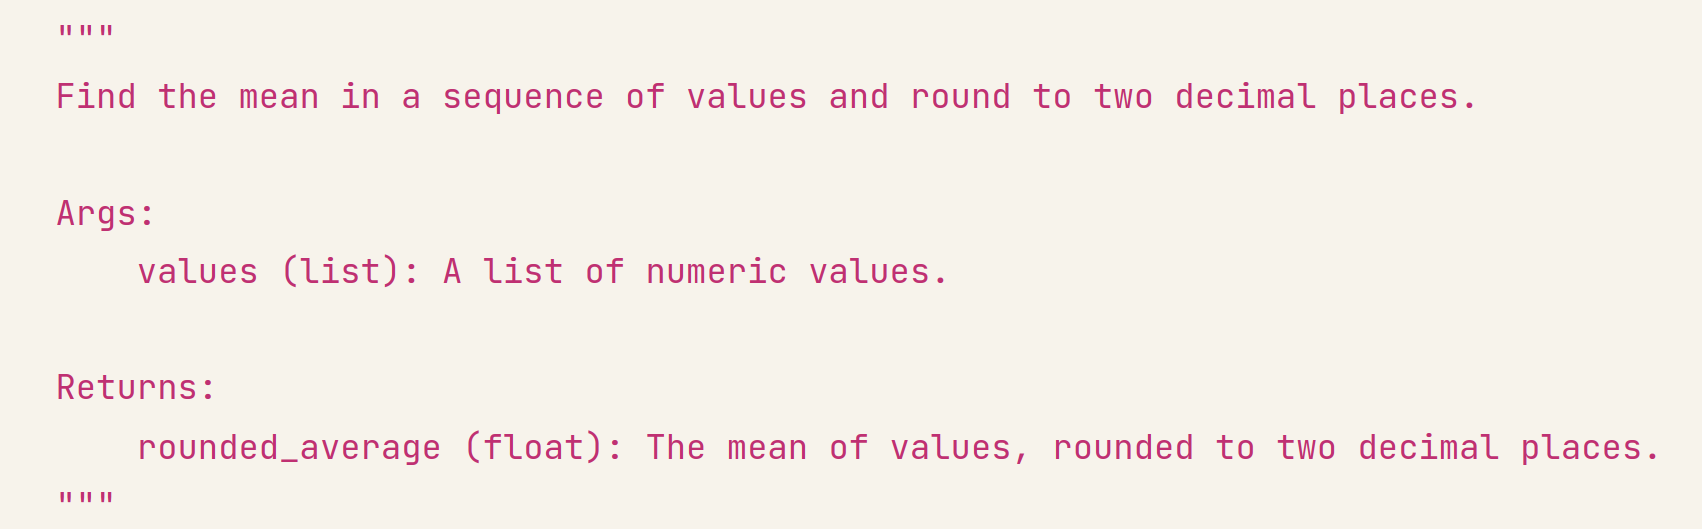 """
Find the mean in a sequence of values and round to two decimal places.

Args:
    values (list): A list of numeric values.

Returns:
    rounded_average (float): The mean of values, rounded to two decimal places.
"""